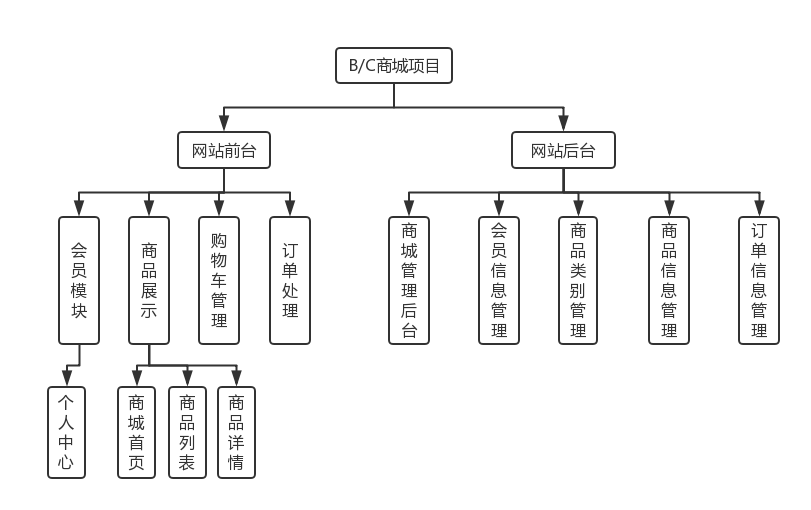 B/C商城项目
网站前台
网站后台
会员模块
商品展示
购物车管理
订单处理
商城管理后台
会员信息管理
商品类别管理
商品信息管理
订单信息管理
个人中心
商城首页
商品列表
商品详情